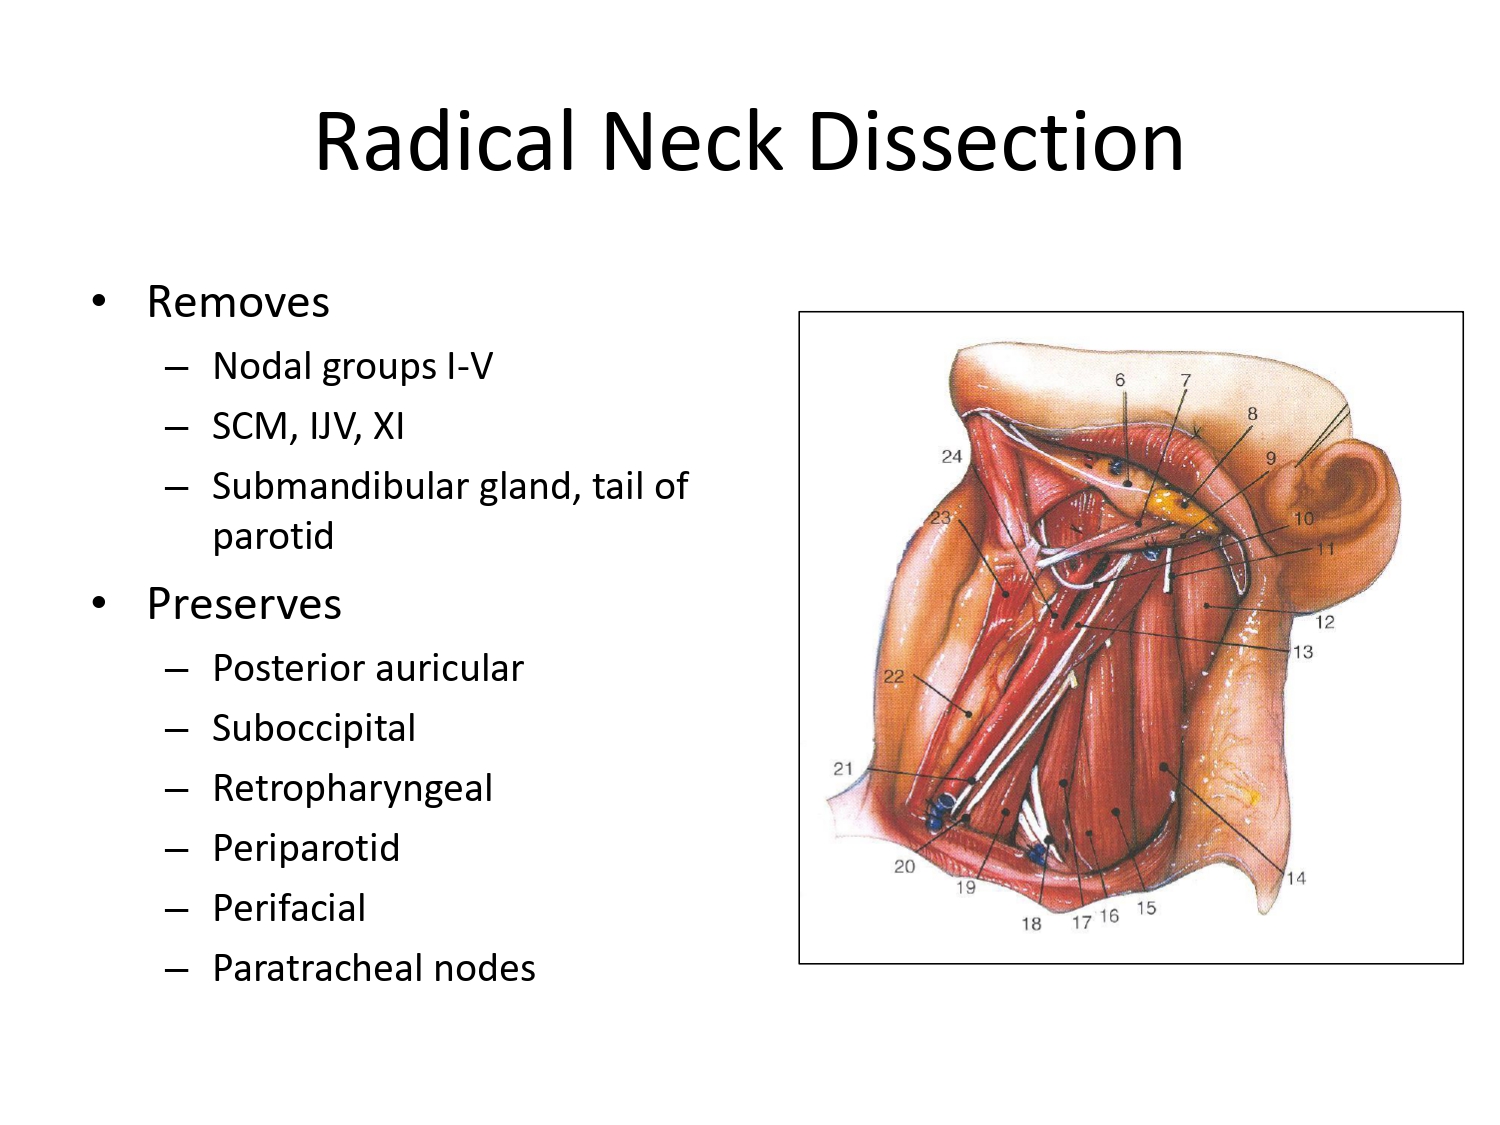 Radical Neck Dissection
• Removes
– Nodal groups I-V
– SCM, IJV, XI
– Submandibular gland, tail of
parotid
• Preserves
– Posterior auricular
– Suboccipital
– Retropharyngeal
– Periparotid
– Perifacial
– Paratracheal nodes
6
7
8
9
10
11
12
13
14
15
16
17
18
19
20
21
22
23
24